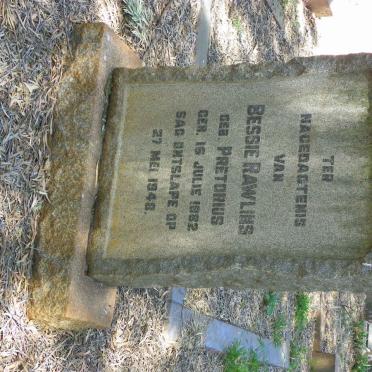 TER
NAGEDAGTENIS
VAN
BESSIE RAWLINS
GEB PRETORIUS
GEB. 16 JULIE 1882
SAG ONTSLAPE OP
27 MEI 1948